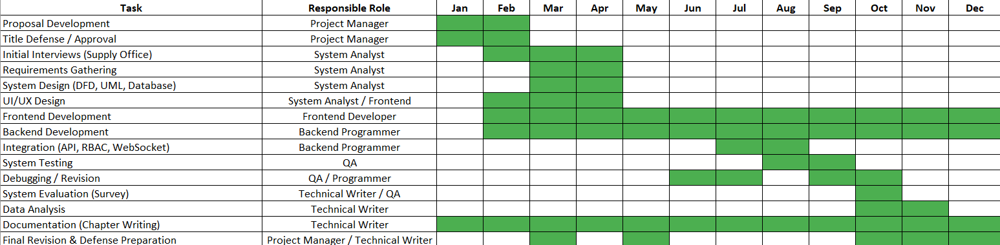 Task Responsible Role Jan Feb Mar Apr May Jun Jul Aug Sep Oct Nov Dec
Proposal Development Project Manager
Title Defense / Approval Project Manager
Initial Interviews (Supply Office) System Analyst
Requirements Gathering System Analyst
System Design (DFD, UML, Database) System Analyst
UI/UX Design System Analyst / Frontend
Frontend Development Frontend Developer
Backend Development Backend Programmer
Integration (API, RBAC, WebSocket) Backend Programmer
System Testing QA
Debugging / Revision QA / Programmer
System Evaluation (Survey) Technical Writer / QA
Data Analysis Technical Writer
Documentation (Chapter Writing) Technical Writer
Final Revision & Defense Preparation Project Manager / Technical Writer